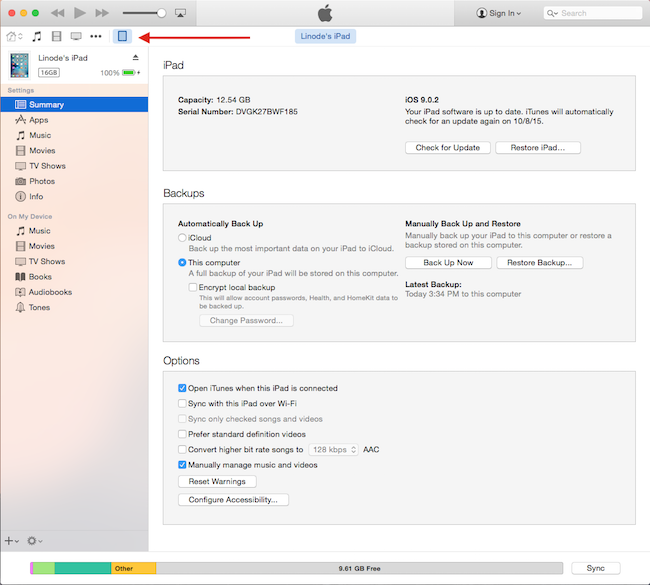 Sign In
Search
Linode's iPad
Linode's iPad
16GB
100%
Settings
Summary
Apps
Music
Movies
TV Shows
Photos
Info
On My Device
Music
Movies
TV Shows
Books
Audiobooks
Tones
iPad
Capacity: 12.54 GB
Serial Number: DVGK27BWF185
iOS 9.0.2
Your iPad software is up to date. iTunes will automatically
check for an update again on 10/8/15.
Check for Update
Restore iPad...
Backups
Automatically Back Up
iCloud
Back up the most important data on your iPad to iCloud.
This computer
A full backup of your iPad will be stored on this computer.
Encrypt local backup
This will allow account passwords, Health, and HomeKit data to
be backed up.
Change Password...
Manually Back Up and Restore
Manually back up your iPad to this computer or restore a
backup stored on this computer.
Back Up Now
Restore Backup...
Latest Backup:
Today 3:34 PM to this computer
Options
Open iTunes when this iPad is connected
Sync with this iPad over Wi-Fi
Sync only checked songs and videos
Prefer standard definition videos
Convert higher bit rate songs to 128 kbps AAC
Manually manage music and videos
Reset Warnings
Configure Accessibility...
Other
9.61 GB Free
Sync